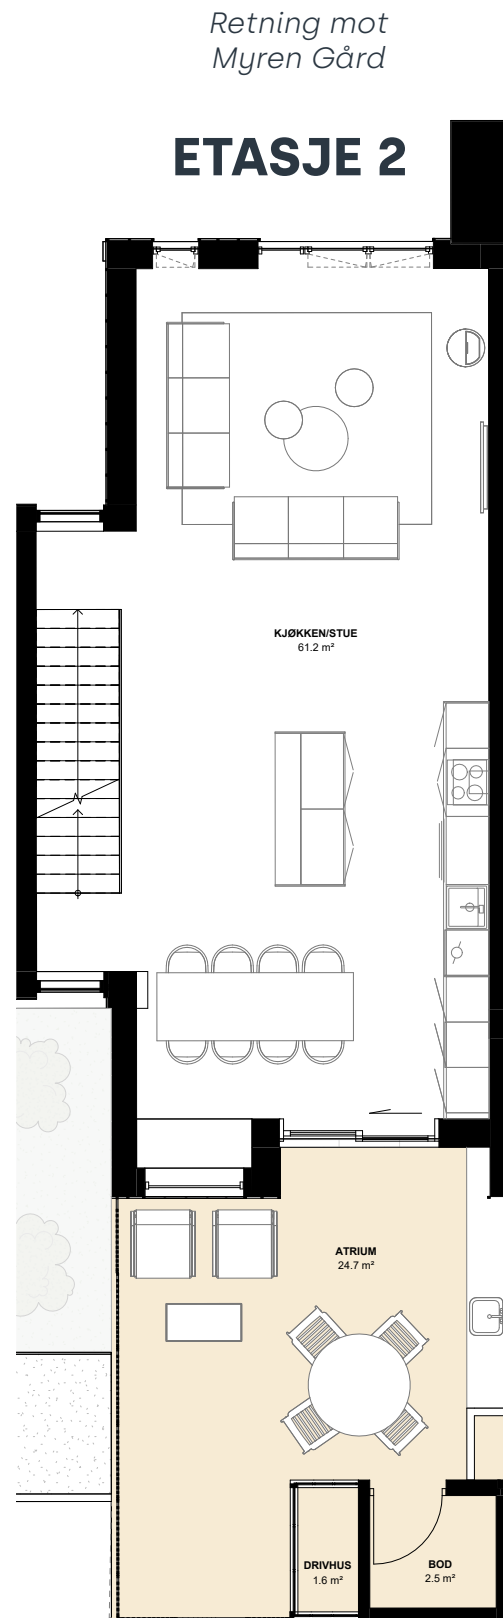 Retning mot
Myren Gård
ETASJE 2
KJØKKEN/STUE
61.2 m²
ATRIUM
24.7 m²
DRIVHUS
1.6 m²
BOD
2.5 m²